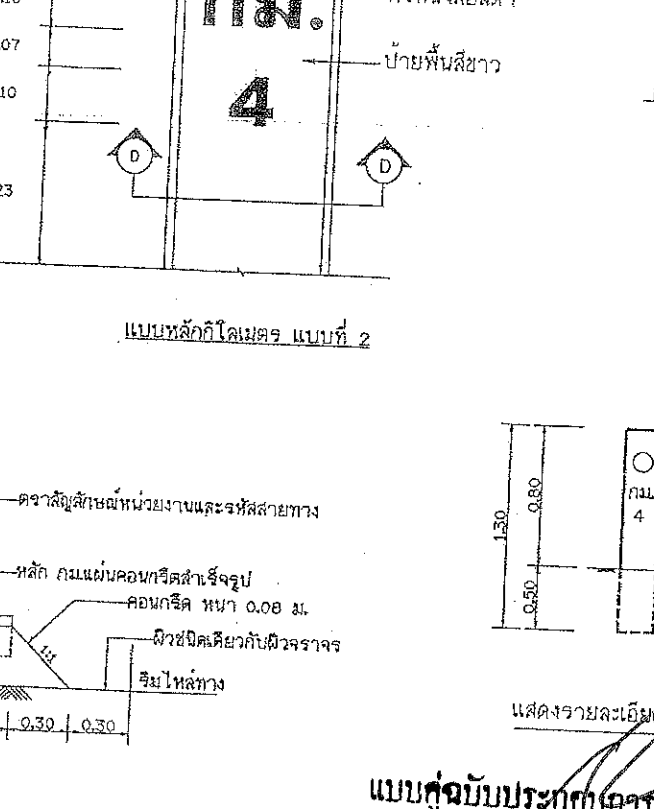 กม.
07
10
4
ป้ายพื้นสีขาว
D
D
23
แบบหลักกิโลเมตร แบบที่ 2
ตราสัญลักษณ์หน่วยงานและรหัสสายทาง
หลัก กม.แผ่นคอนกรีตสำเร็จรูป
คอนกรีต หนา 0.08 ม.
ผิวชนิดเดียวกับผิวจราจร
1:1
ริมไหล่ทาง
0.30
0.30
1.30
0.80
0.50
กม.
4
แสดงรายละเอียด
แบบคู่ฉบับประกอบการ